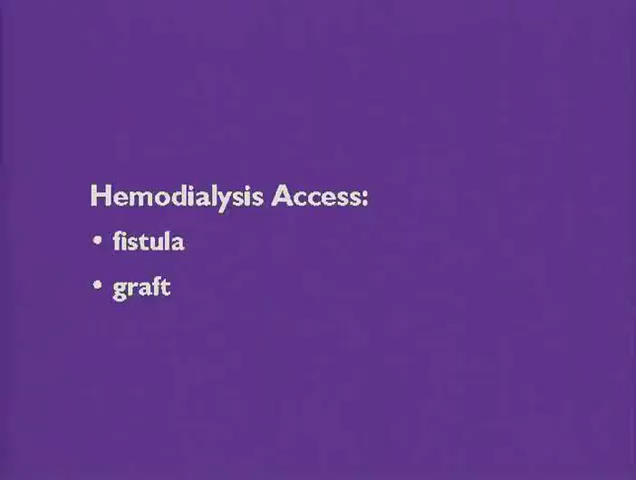 Hemodialysis Access:
• fistula
• graft